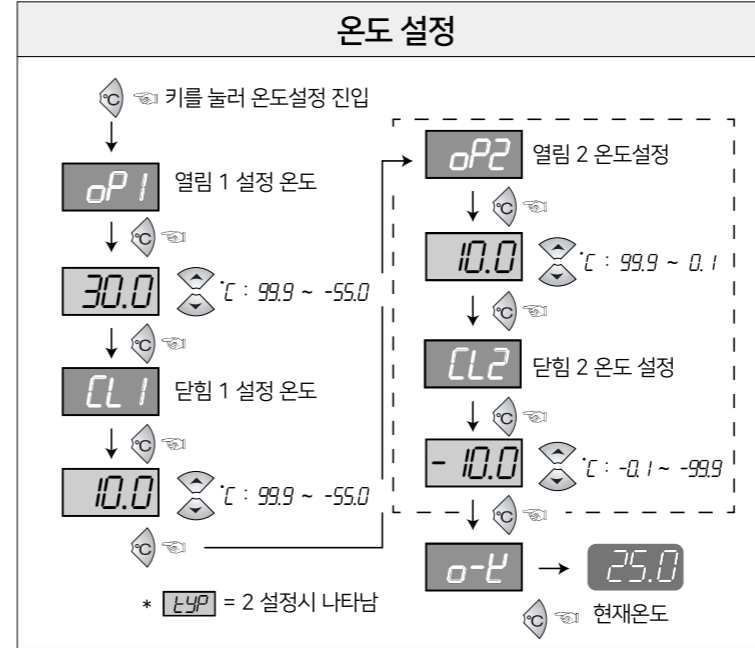 온도 설정
℃ 키를 눌러 온도설정 진입
oP1 열림 1 설정 온도
℃
30.0 ℃ : 99.9 ~ -55.0
℃
CL1 닫힘 1 설정 온도
℃
10.0 ℃ : 99.9 ~ -55.0
℃
* tyP = 2 설정시 나타남
oP2 열림 2 온도설정
℃
10.0 ℃ : 99.9 ~ 0.1
℃
CL2 닫힘 2 온도 설정
℃
-10.0 ℃ : -0.1 ~ -99.9
℃
o-t 25.0
℃ 현재온도